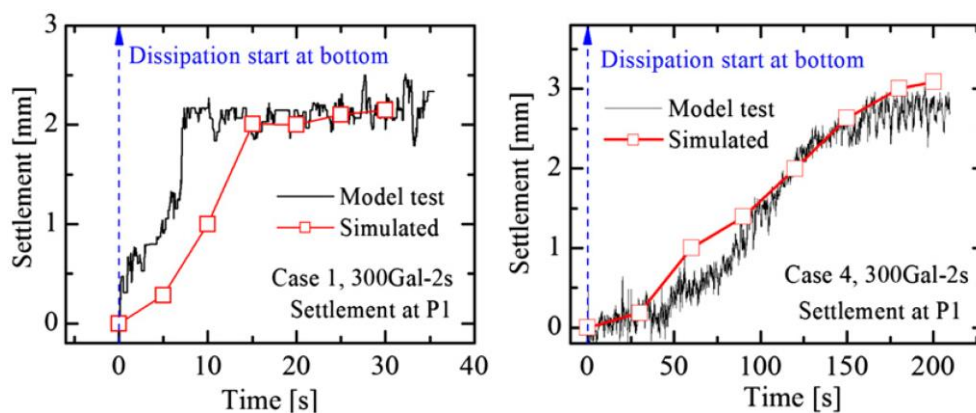 3
2
1
0
Settlement [mm]
Dissipation start at bottom
Model test
Simulated
Case 1, 300Gal-2s
Settlement at P1
0 10 20 30 40
Time [s]
3
2
1
0
Settlement [mm]
Dissipation start at bottom
Model test
Simulated
Case 4, 300Gal-2s
Settlement at P1
0 50 100 150 200
Time [s]